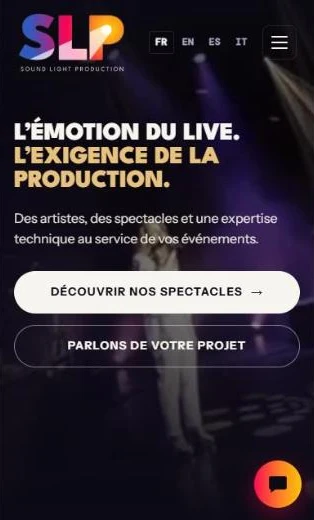 SLP
SOUND LIGHT PRODUCTION
FR EN ES IT
L'ÉMOTION DU LIVE.
L'EXIGENCE DE LA
PRODUCTION.
Des artistes, des spectacles et une expertise
technique au service de vos événements.
DÉCOUVRIR NOS SPECTACLES →
PARLONS DE VOTRE PROJET